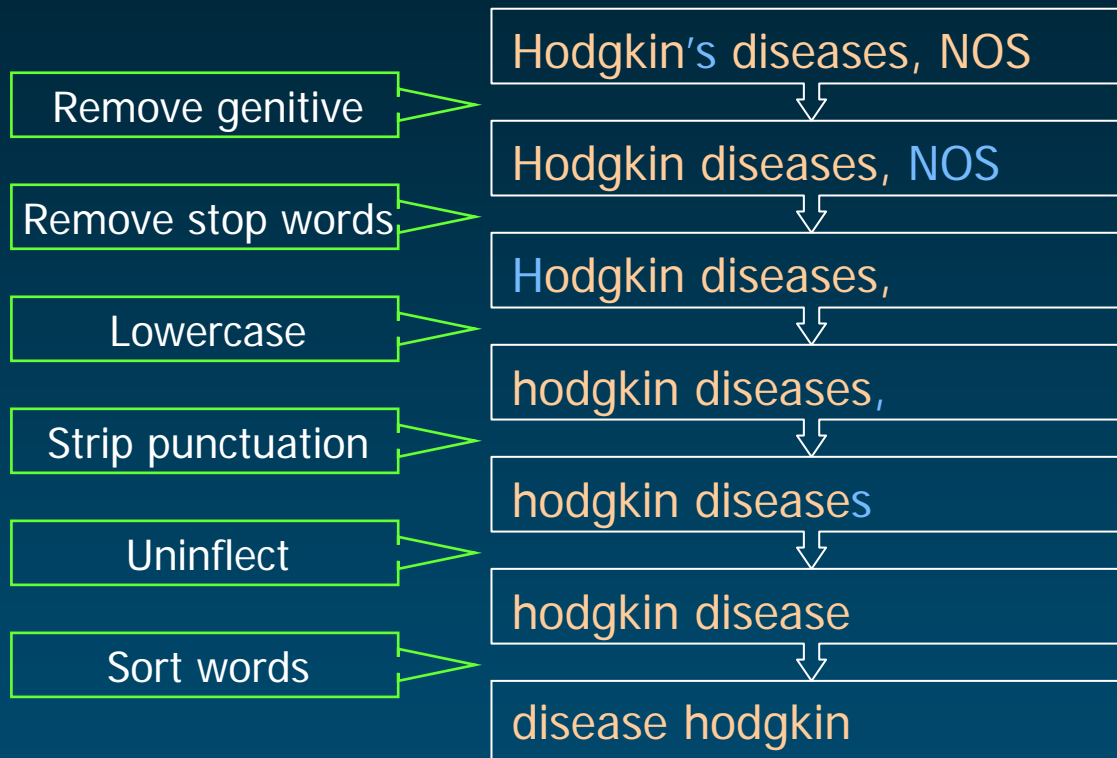 Hodgkin’s diseases, NOS
Remove genitive
Hodgkin diseases, NOS
Remove stop words
Hodgkin diseases,
Lowercase
hodgkin diseases,
Strip punctuation
hodgkin diseases
Uninflect
hodgkin disease
Sort words
disease hodgkin